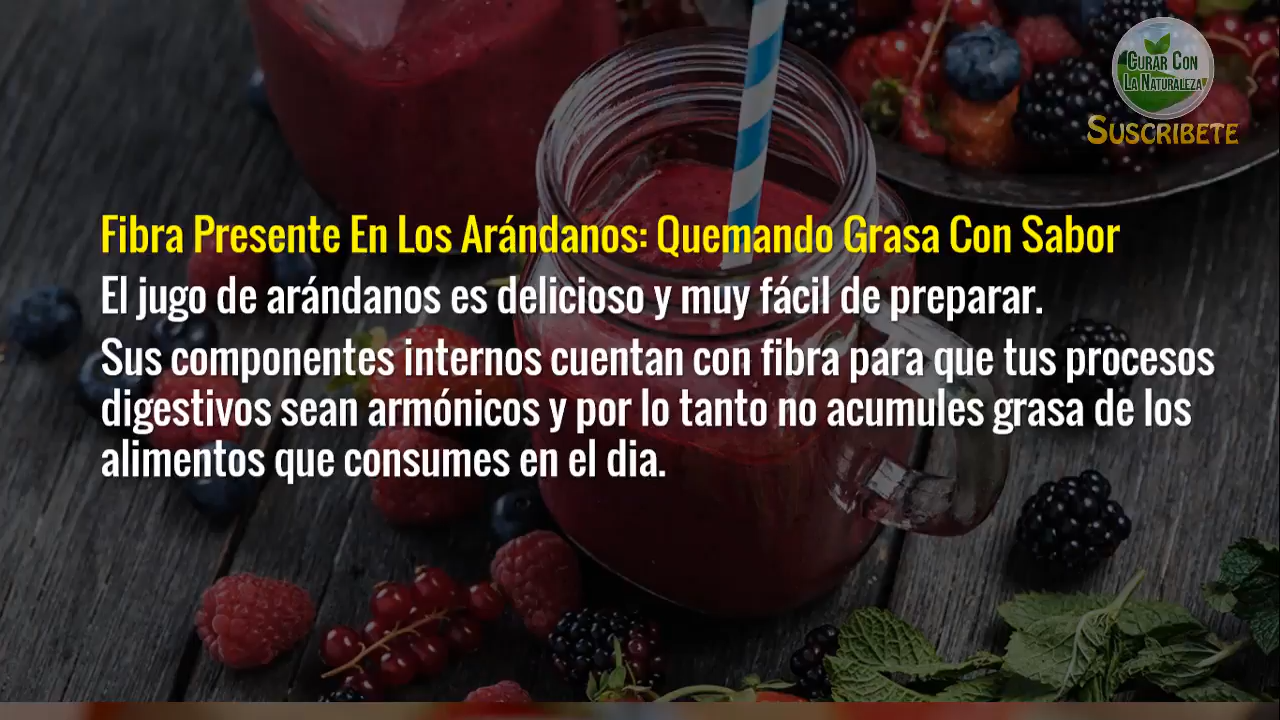 CURAR CON
LA NATURALEZA
SUSCRIBETE
Fibra Presente En Los Arándanos: Quemando Grasa Con Sabor
El jugo de arándanos es delicioso y muy fácil de preparar.
Sus componentes internos cuentan con fibra para que tus procesos
digestivos sean armónicos y por lo tanto no acumules grasa de los
alimentos que consumes en el dia.